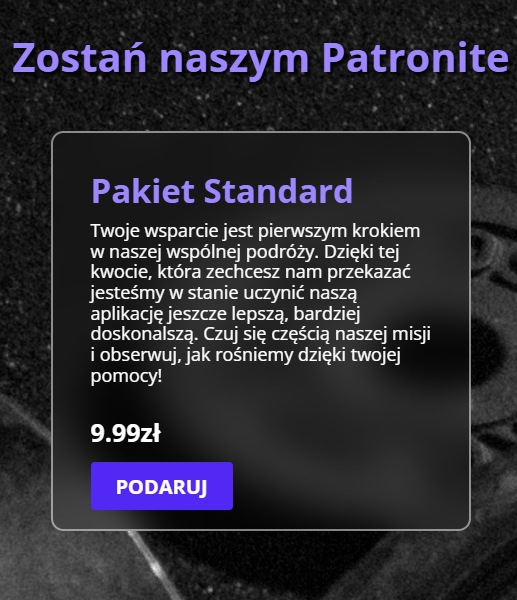 Zostań naszym Patronite
Pakiet Standard
Twoje wsparcie jest pierwszym krokiem
w naszej wspólnej podróży. Dzięki tej
kwocie, która zechcesz nam przekazać
jesteśmy w stanie uczynić naszą
aplikację jeszcze lepszą, bardziej
doskonalszą. Czuj się częścią naszej misji
i obserwuj, jak rośniemy dzięki twojej
pomocy!
9.99zł
PODARUJ